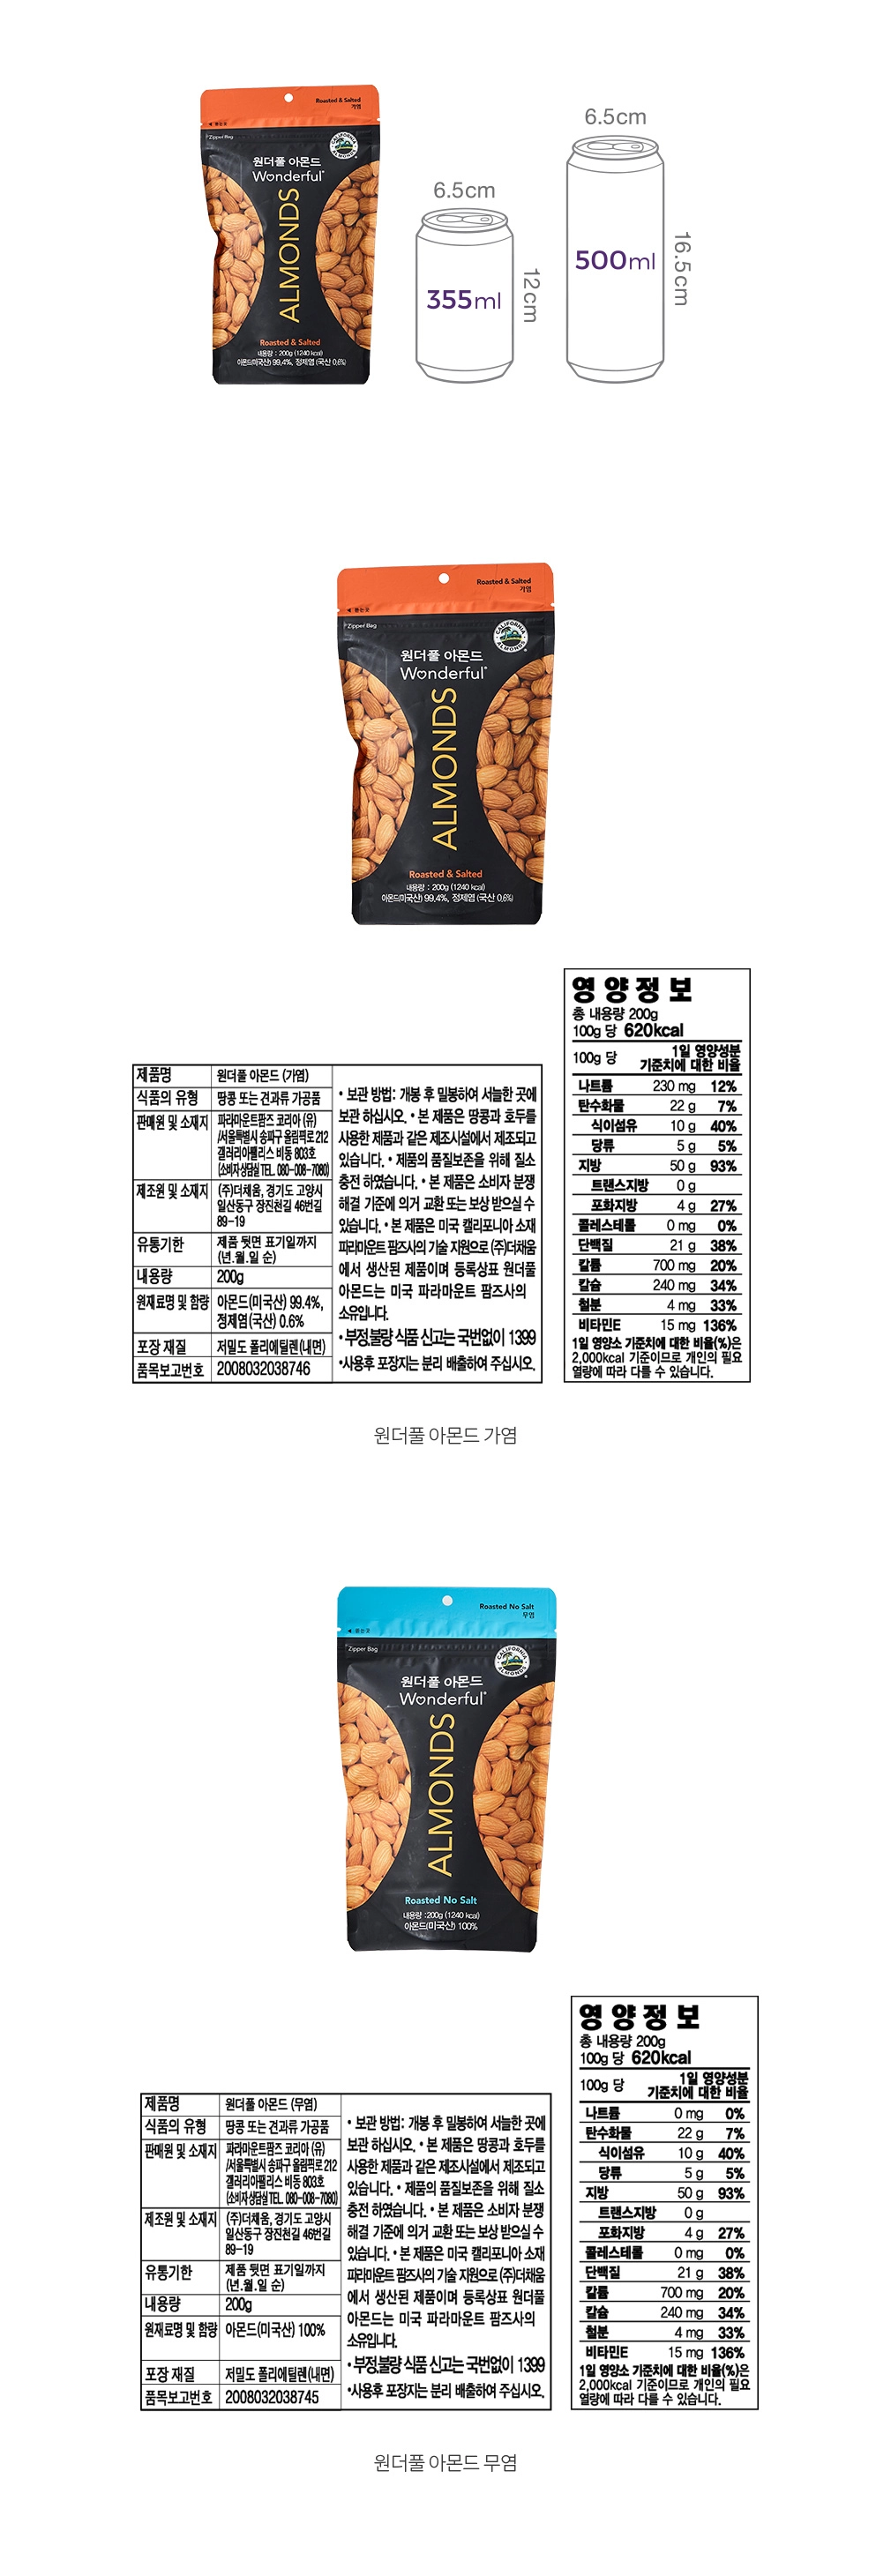 Roasted & Salted
가염
◀ 뜯는곳
Zipper Bag
CALIFORNIA ALMONDS
원더풀 아몬드
Wonderful
ALMONDS
Roasted & Salted
내용량 : 200g (1240 kcal)
아몬드(미국산) 99.4%, 정제염 (국산 0.6%)
6.5cm
355ml
12cm
6.5cm
500ml
16.5cm
Roasted & Salted
가염
◀ 뜯는곳
Zipper Bag
CALIFORNIA ALMONDS
원더풀 아몬드
Wonderful
ALMONDS
Roasted & Salted
내용량 : 200g (1240 kcal)
아몬드(미국산) 99.4%, 정제염 (국산 0.6%)
제품명 원더풀 아몬드 (가염)
식품의 유형 땅콩 또는 견과류 가공품
판매원 및 소재지 파라마운트팜즈 코리아 (유)
/서울특별시 송파구 올림픽로 212
갤러리아팰리스 비동 803호
(소비자상담실 TEL. 080-008-7080)
제조원 및 소재지 (주)더채움, 경기도 고양시
일산동구 장진천길 46번길
89-19
유통기한 제품 뒷면 표기일까지
(년.월.일 순)
내용량 200g
원재료명 및 함량 아몬드(미국산) 99.4%,
정제염(국산) 0.6%
포장 재질 저밀도 폴리에틸렌(내면)
품목보고번호 2008032038746
• 보관 방법: 개봉 후 밀봉하여 서늘한 곳에
보관 하십시오. • 본 제품은 땅콩과 호두를
사용한 제품과 같은 제조시설에서 제조되고
있습니다. • 제품의 품질보존을 위해 질소
충전 하였습니다. • 본 제품은 소비자 분쟁
해결 기준에 의거 교환 또는 보상 받으실 수
있습니다. • 본 제품은 미국 캘리포니아 소재
파라마운트 팜즈사의 기술 지원으로 (주)더채움
에서 생산된 제품이며 등록상표 원더풀
아몬드는 미국 파라마운트 팜즈사의
소유입니다.
• 부정,불량 식품 신고는 국번없이 1399
•사용후 포장지는 분리 배출하여 주십시오.
영양정보
총 내용량 200g
100g 당 620kcal
100g 당 1일 영양성분
기준치에 대한 비율
나트륨 230 mg 12%
탄수화물 22 g 7%
식이섬유 10 g 40%
당류 5 g 5%
지방 50 g 93%
트랜스지방 0 g
포화지방 4 g 27%
콜레스테롤 0 mg 0%
단백질 21 g 38%
칼륨 700 mg 20%
칼슘 240 mg 34%
철분 4 mg 33%
비타민E 15 mg 136%
1일 영양소 기준치에 대한 비율(%)은
2,000kcal 기준이므로 개인의 필요
열량에 따라 다를 수 있습니다.
원더풀 아몬드 가염
Roasted No Salt
무염
◀ 뜯는곳
Zipper Bag
CALIFORNIA ALMONDS
원더풀 아몬드
Wonderful
ALMONDS
Roasted No Salt
내용량 :200g (1240 kcal)
아몬드(미국산) 100%
제품명 원더풀 아몬드 (무염)
식품의 유형 땅콩 또는 견과류 가공품
판매원 및 소재지 파라마운트팜즈 코리아 (유)
/서울특별시 송파구 올림픽로 212
갤러리아팰리스 비동 803호
(소비자상담실 TEL. 080-008-7080)
제조원 및 소재지 (주)더채움, 경기도 고양시
일산동구 장진천길 46번길
89-19
유통기한 제품 뒷면 표기일까지
(년.월.일 순)
내용량 200g
원재료명 및 함량 아몬드(미국산) 100%
포장 재질 저밀도 폴리에틸렌(내면)
품목보고번호 2008032038745
• 보관 방법: 개봉 후 밀봉하여 서늘한 곳에
보관 하십시오. • 본 제품은 땅콩과 호두를
사용한 제품과 같은 제조시설에서 제조되고
있습니다. • 제품의 품질보존을 위해 질소
충전 하였습니다. • 본 제품은 소비자 분쟁
해결 기준에 의거 교환 또는 보상 받으실 수
있습니다. • 본 제품은 미국 캘리포니아 소재
파라마운트 팜즈사의 기술 지원으로 (주)더채움
에서 생산된 제품이며 등록상표 원더풀
아몬드는 미국 파라마운트 팜즈사의
소유입니다.
• 부정,불량 식품 신고는 국번없이 1399
•사용후 포장지는 분리 배출하여 주십시오.
영양정보
총 내용량 200g
100g 당 620kcal
100g 당 1일 영양성분
기준치에 대한 비율
나트륨 0 mg 0%
탄수화물 22 g 7%
식이섬유 10 g 40%
당류 5 g 5%
지방 50 g 93%
트랜스지방 0 g
포화지방 4 g 27%
콜레스테롤 0 mg 0%
단백질 21 g 38%
칼륨 700 mg 20%
칼슘 240 mg 34%
철분 4 mg 33%
비타민E 15 mg 136%
1일 영양소 기준치에 대한 비율(%)은
2,000kcal 기준이므로 개인의 필요
열량에 따라 다를 수 있습니다.
원더풀 아몬드 무염